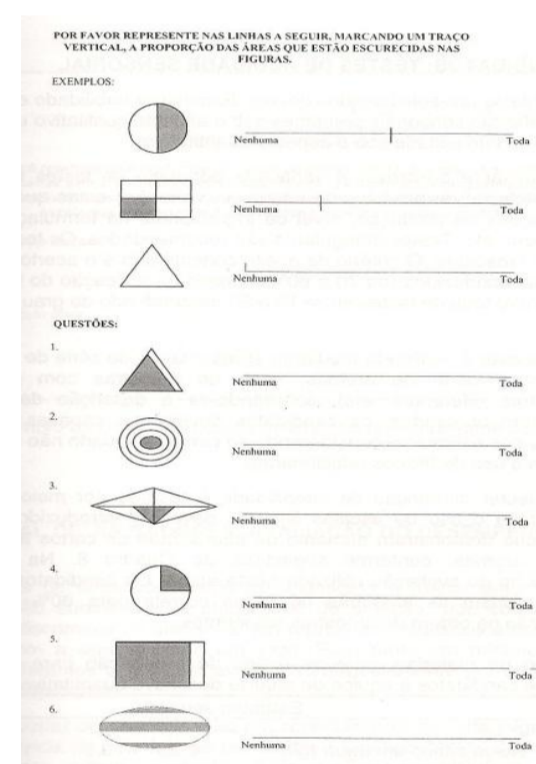 POR FAVOR REPRESENTE NAS LINHAS A SEGUIR, MARCANDO UM TRAÇO
VERTICAL, A PROPORÇÃO DAS ÁREAS QUE ESTÃO ESCURECIDAS NAS
FIGURAS.
EXEMPLOS:
Nenhuma Toda
Nenhuma Toda
Nenhuma Toda
QUESTÕES:
1.
Nenhuma Toda
2.
Nenhuma Toda
3.
Nenhuma Toda
4.
Nenhuma Toda
5.
Nenhuma Toda
6.
Nenhuma Toda